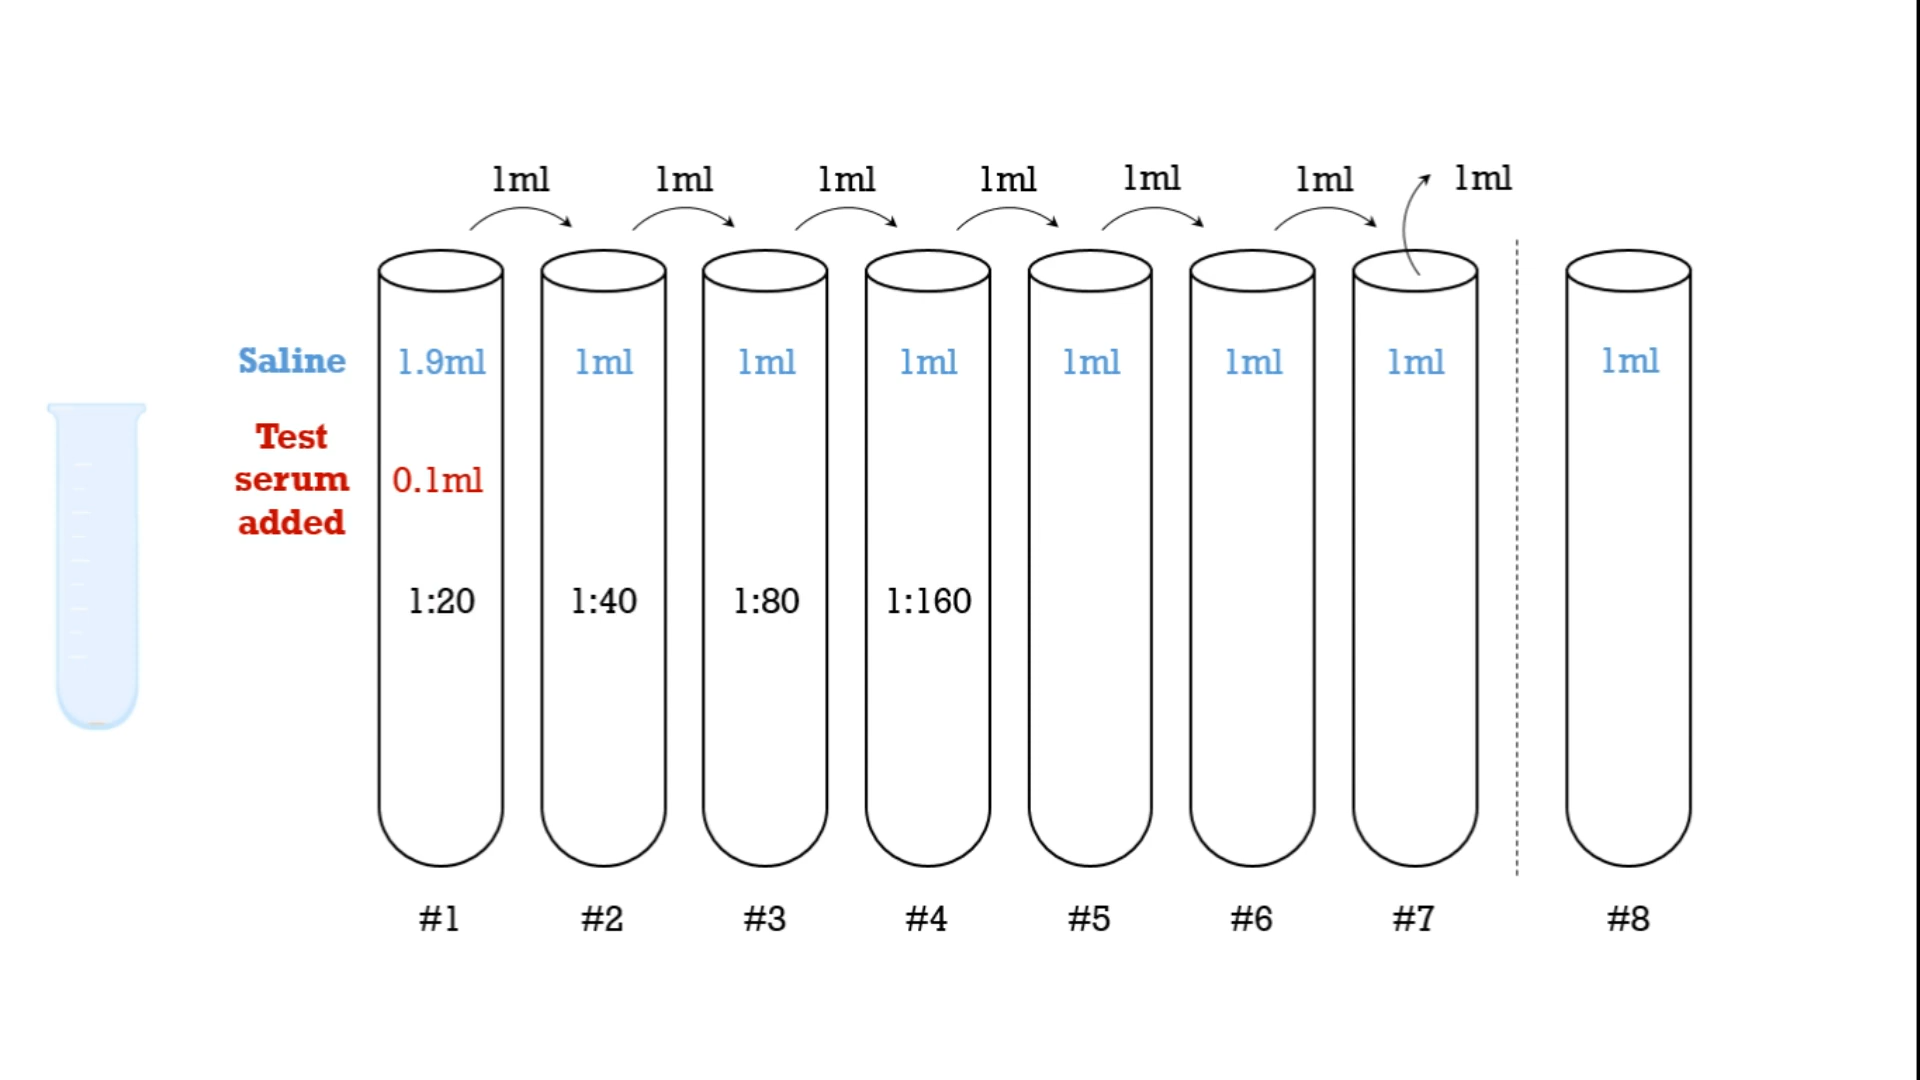 1ml 1ml 1ml 1ml 1ml 1ml 1ml
Saline 1.9ml 1ml 1ml 1ml 1ml 1ml 1ml 1ml
Test
serum 0.1ml
added
1:20 1:40 1:80 1:160
#1 #2 #3 #4 #5 #6 #7 #8